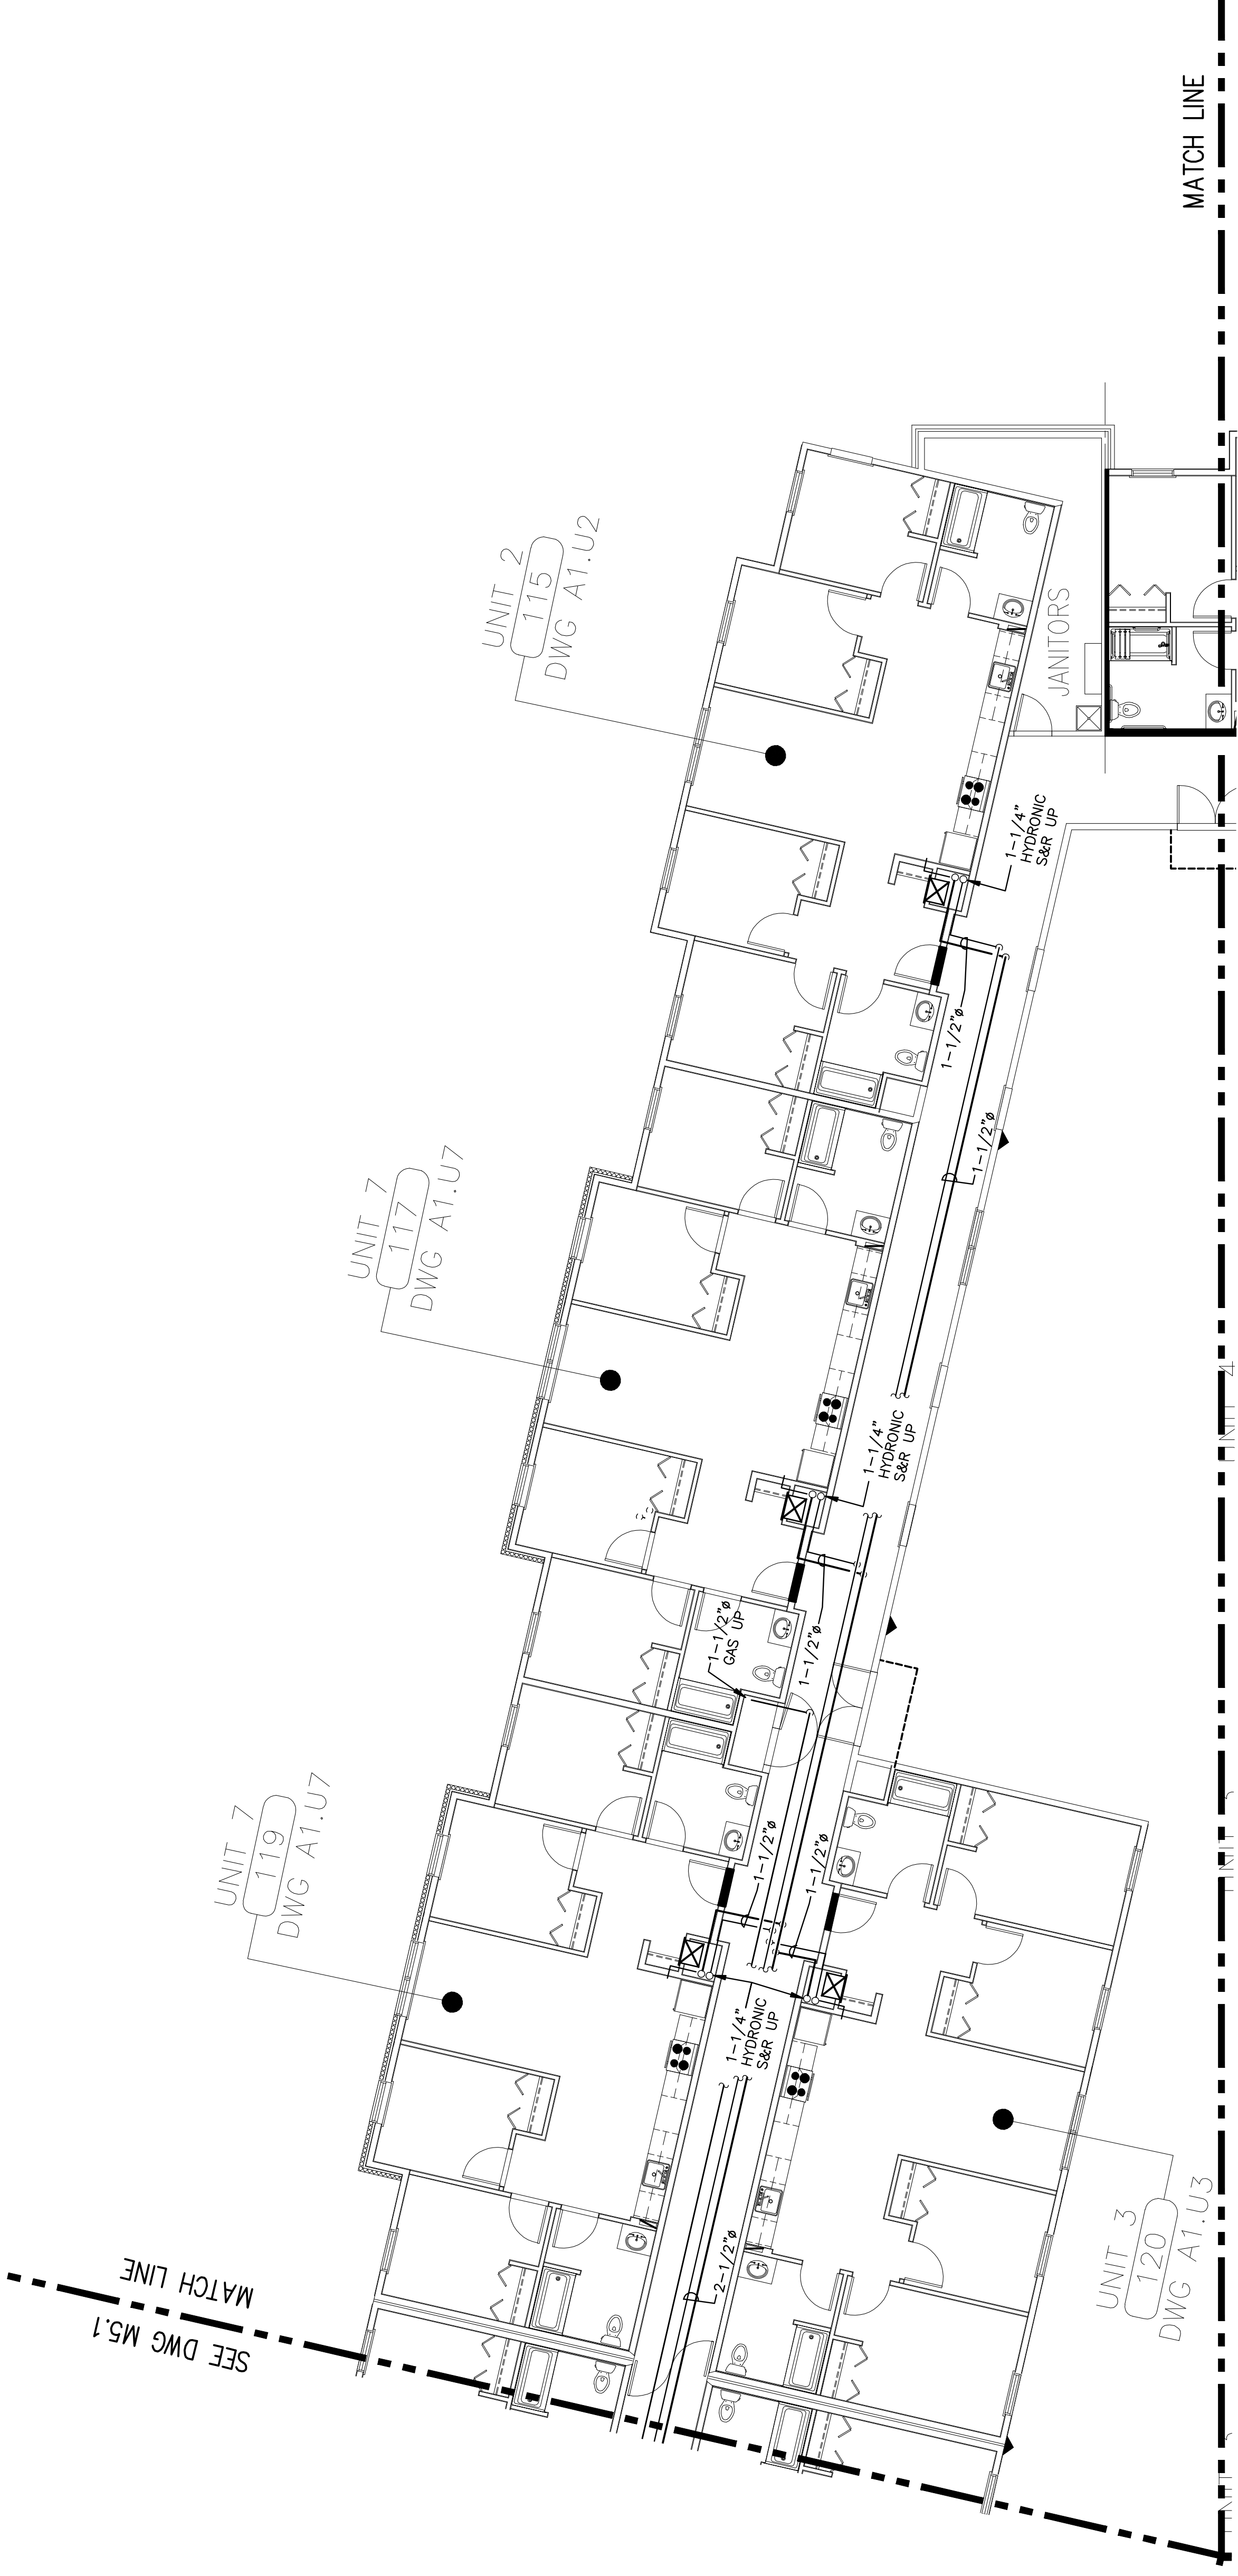 MATCH LINE
UNIT 2
115
DWG A1.U2
JANITORS
1-1/4"
HYDRONIC
S&R UP
1-1/2"ø
1-1/2"ø
UNIT 7
117
DWG A1.U7
1-1/4"
HYDRONIC
S&R UP
1-1/2"ø
GAS UP
1-1/2"ø
UNIT 7
119
DWG A1.U7
1-1/2"ø
1-1/2"ø
1-1/4"
HYDRONIC
S&R UP
2-1/2"ø
UNIT 3
120
DWG A1.U3
MATCH LINE
SEE DWG M5.1